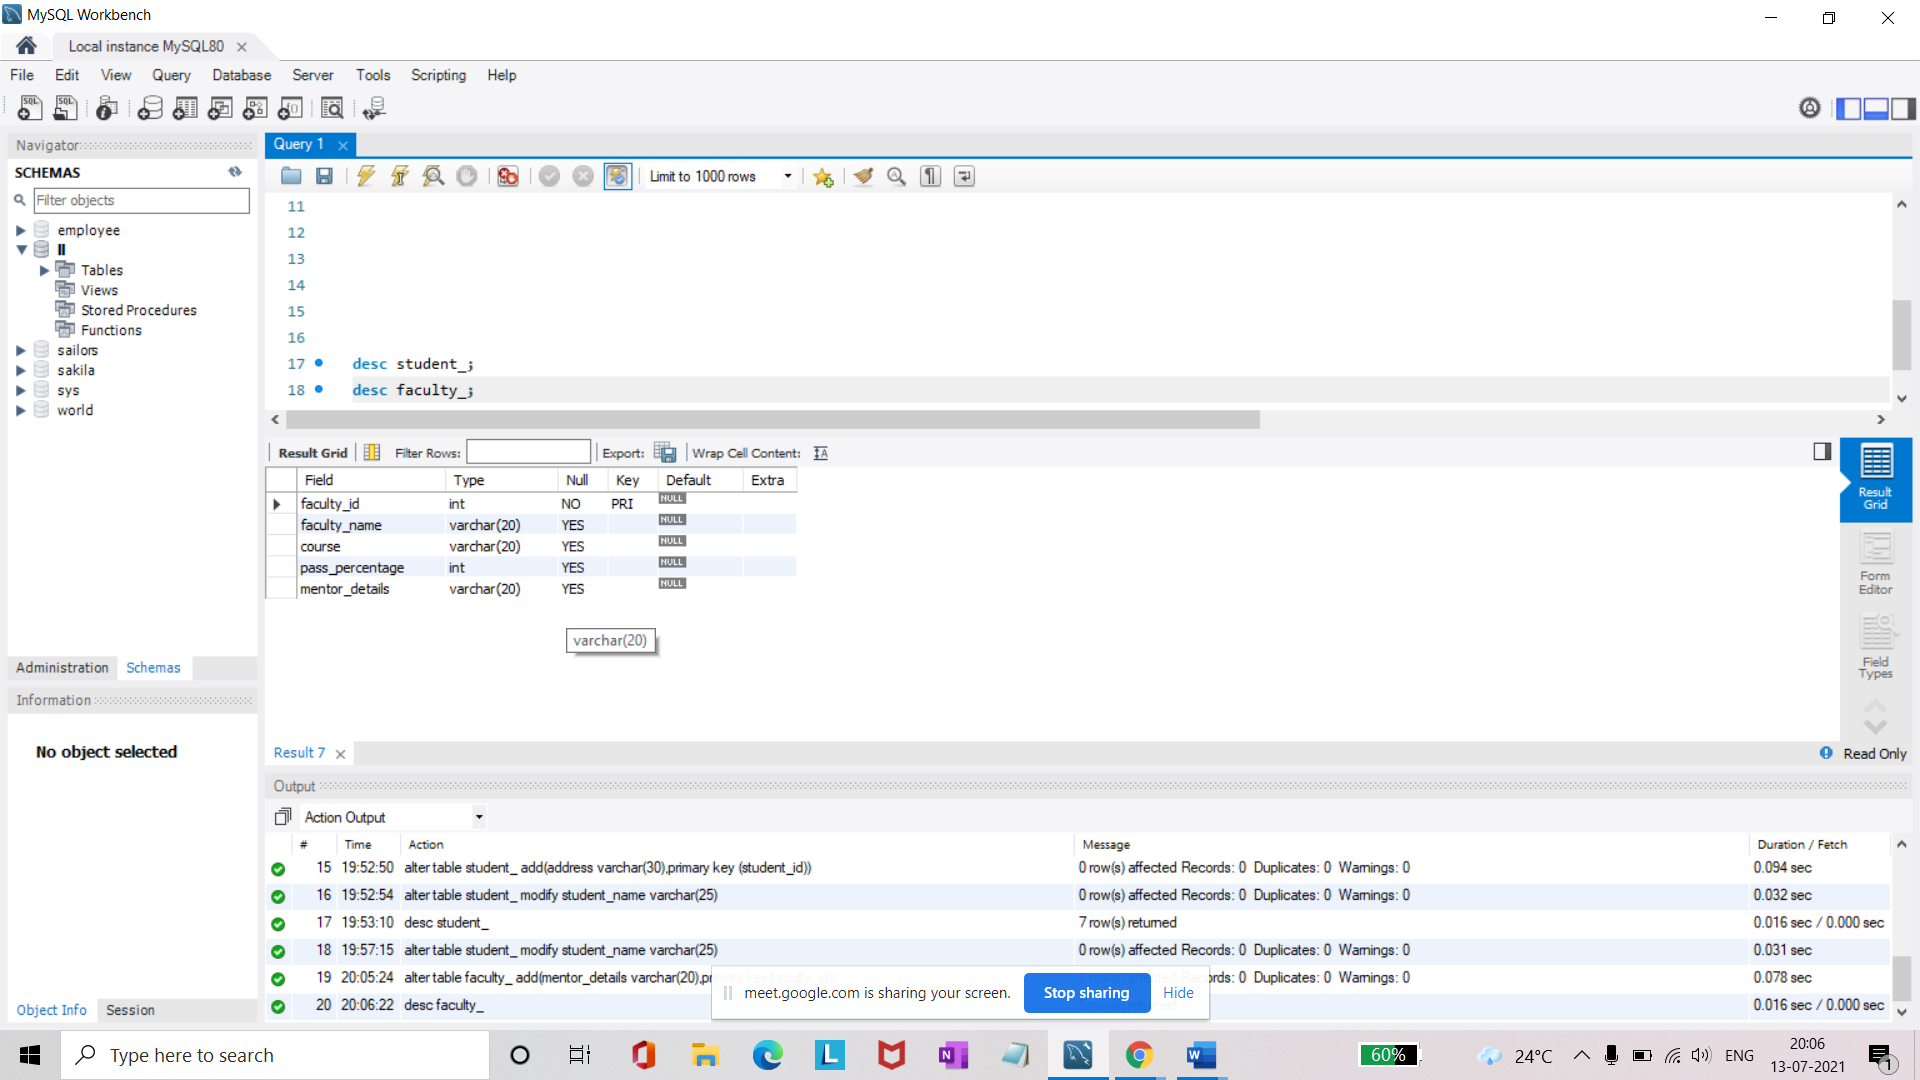 MySQL Workbench
Local instance MySQL80
File Edit View Query Database Server Tools Scripting Help
Navigator
SCHEMAS
Filter objects
employee
ll
Tables
Views
Stored Procedures
Functions
sailors
sakila
sys
world
Administration Schemas
Information
No object selected
Object Info Session
Query 1
Limit to 1000 rows
11
12
13
14
15
16
17 desc student_;
18 desc faculty_;
Result Grid Filter Rows: Export: Wrap Cell Content:
Field Type Null Key Default Extra
faculty_id int NO PRI NULL
faculty_name varchar(20) YES NULL
course varchar(20) YES NULL
pass_percentage int YES NULL
mentor_details varchar(20) YES NULL
varchar(20)
Result Grid
Form Editor
Field Types
Result 7
Read Only
Output
Action Output
# Time Action Message Duration / Fetch
15 19:52:50 alter table student_ add(address varchar(30),primary key (student_id)) 0 row(s) affected Records: 0 Duplicates: 0 Warnings: 0 0.094 sec
16 19:52:54 alter table student_ modify student_name varchar(25) 0 row(s) affected Records: 0 Duplicates: 0 Warnings: 0 0.032 sec
17 19:53:10 desc student_ 7 row(s) returned 0.016 sec / 0.000 sec
18 19:57:15 alter table student_ modify student_name varchar(25) 0 row(s) affected Records: 0 Duplicates: 0 Warnings: 0 0.031 sec
19 20:05:24 alter table faculty_ add(mentor_details varchar(20),p Duplicates: 0 Warnings: 0 0.078 sec
20 20:06:22 desc faculty_ 0.016 sec / 0.000 sec
meet.google.com is sharing your screen. Stop sharing Hide
Type here to search
60%
24°C
ENG
20:06
13-07-2021
1